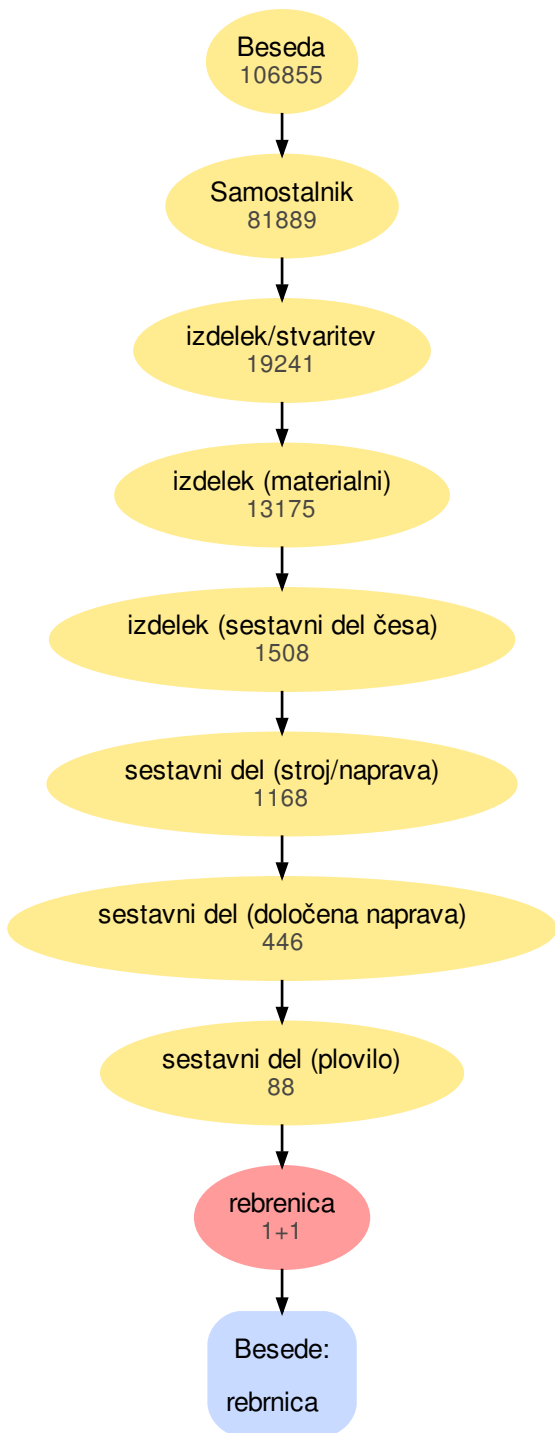 Beseda
106855
Samostalnik
81889
izdelek/stvaritev
19241
izdelek (materialni)
13175
izdelek (sestavni del česa)
1508
sestavni del (stroj/naprava)
1168
sestavni del (določena naprava)
446
sestavni del (plovilo)
88
rebrenica
1+1
Besede:
rebrnica